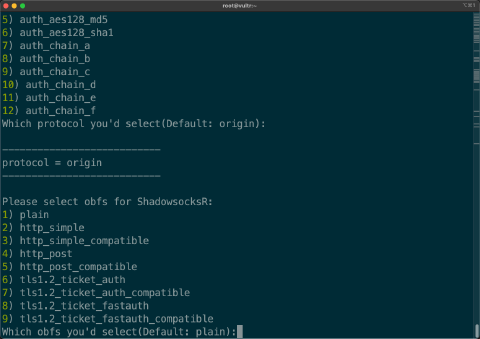 root@vultr:~
5) auth_aes128_md5
6) auth_aes128_sha1
7) auth_chain_a
8) auth_chain_b
9) auth_chain_c
10) auth_chain_d
11) auth_chain_e
12) auth_chain_f
Which protocol you'd select(Default: origin):
---------------------------
protocol = origin
---------------------------
Please select obfs for ShadowsocksR:
1) plain
2) http_simple
3) http_simple_compatible
4) http_post
5) http_post_compatible
6) tls1.2_ticket_auth
7) tls1.2_ticket_auth_compatible
8) tls1.2_ticket_fastauth
9) tls1.2_ticket_fastauth_compatible
Which obfs you'd select(Default: plain):